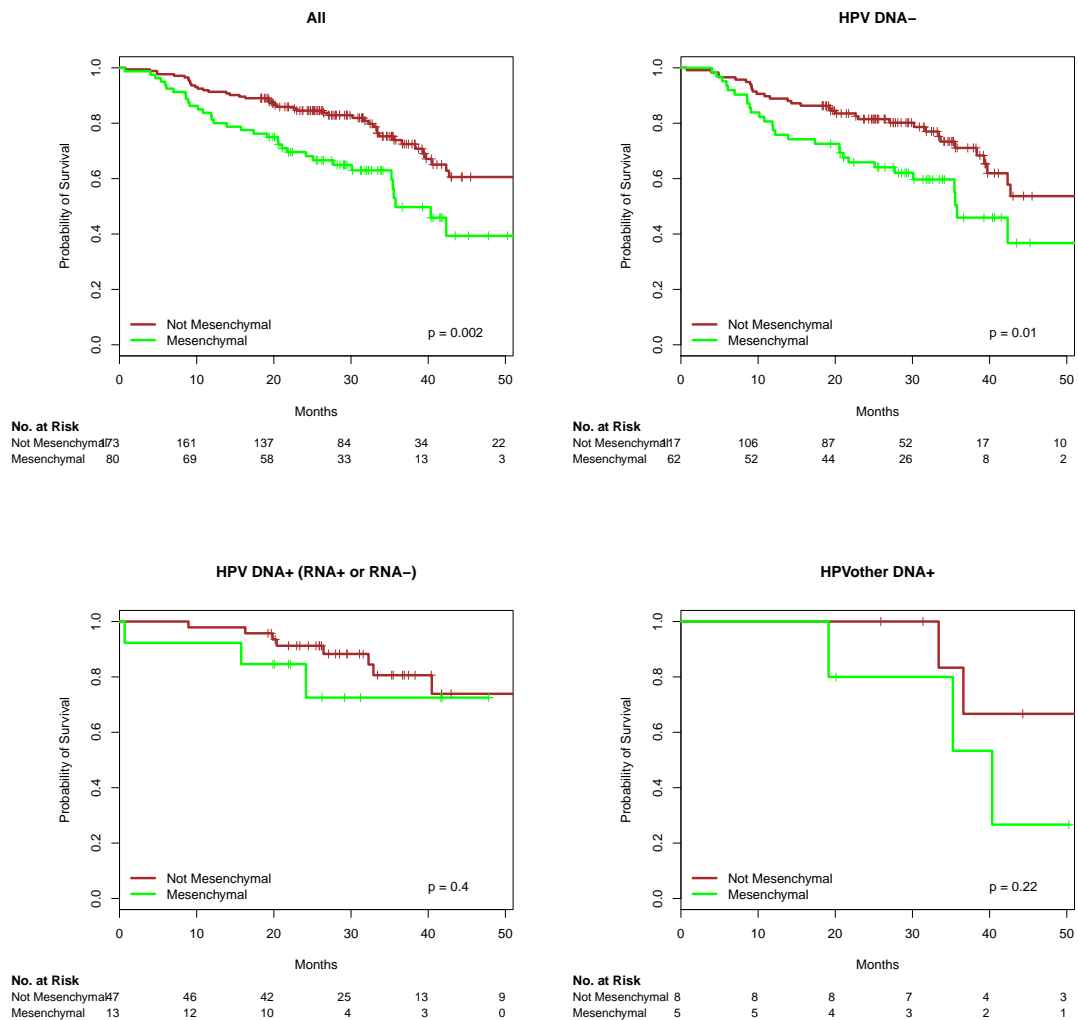 All
HPV DNA−
1.0
0.8
0.6
0.4
0.2
0.0
Probability of Survival
Not Mesenchymal
Mesenchymal
p = 0.002
0 10 20 30 40 50
Months
No. at Risk
Not Mesenchymal 173 161 137 84 34 22
Mesenchymal 80 69 58 33 13 3
1.0
0.8
0.6
0.4
0.2
0.0
Probability of Survival
Not Mesenchymal
Mesenchymal
p = 0.01
0 10 20 30 40 50
Months
No. at Risk
Not Mesenchymal 117 106 87 52 17 10
Mesenchymal 62 52 44 26 8 2
HPV DNA+ (RNA+ or RNA−)
HPVother DNA+
1.0
0.8
0.6
0.4
0.2
0.0
Probability of Survival
Not Mesenchymal
Mesenchymal
p = 0.4
0 10 20 30 40 50
Months
No. at Risk
Not Mesenchymal 47 46 42 25 13 9
Mesenchymal 13 12 10 4 3 0
1.0
0.8
0.6
0.4
0.2
0.0
Probability of Survival
Not Mesenchymal
Mesenchymal
p = 0.22
0 10 20 30 40 50
Months
No. at Risk
Not Mesenchymal 8 8 8 7 4 3
Mesenchymal 5 5 4 3 2 1